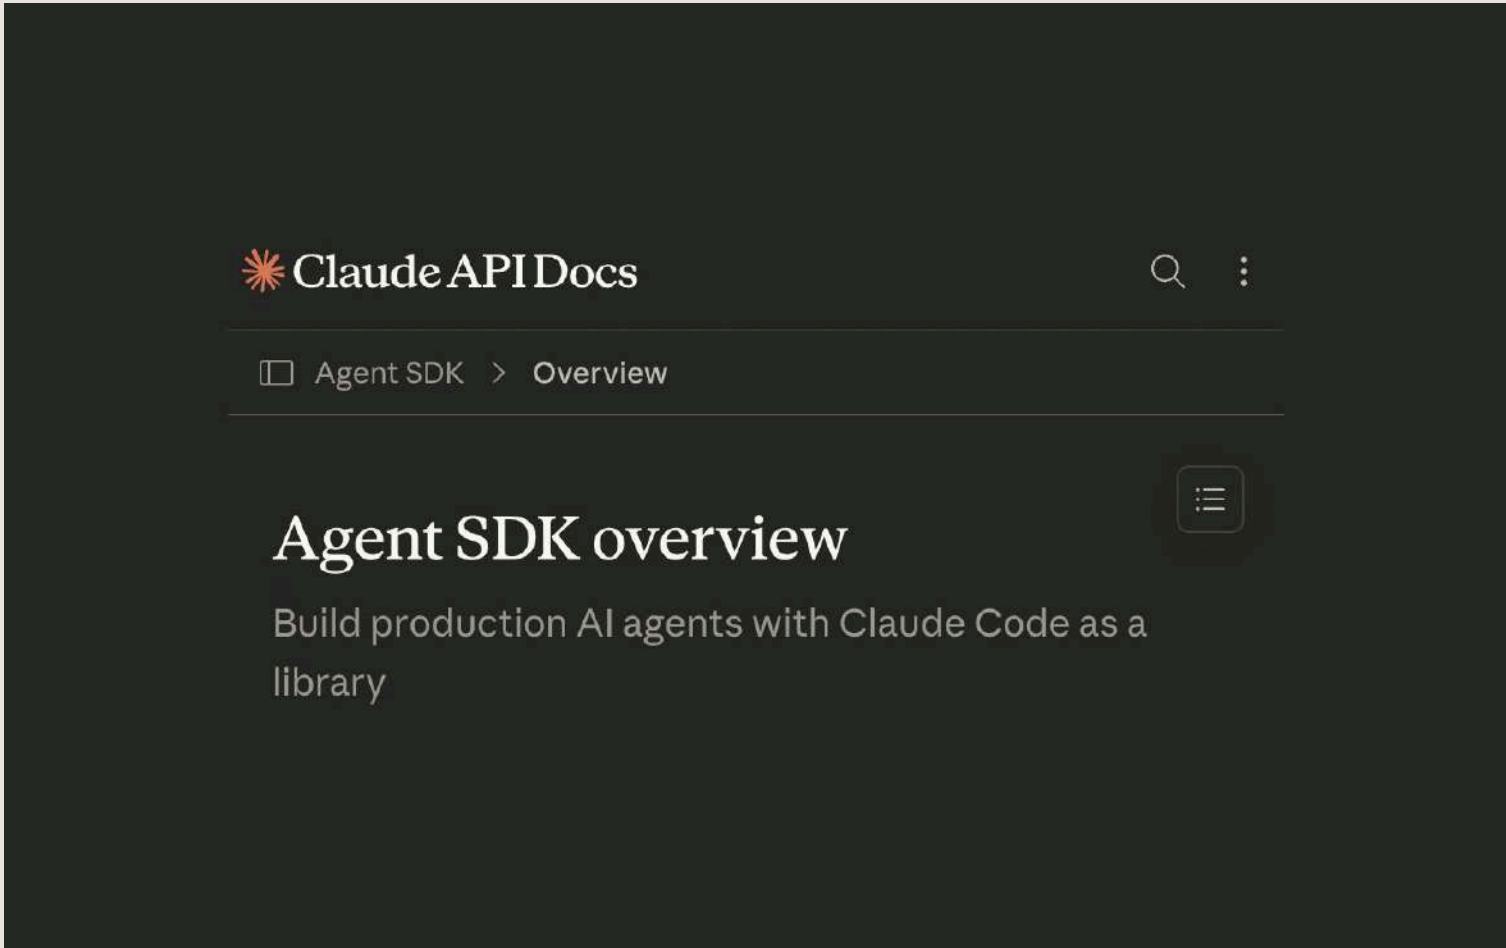 Claude API Docs
Agent SDK > Overview
Agent SDK overview
Build production AI agents with Claude Code as a
library